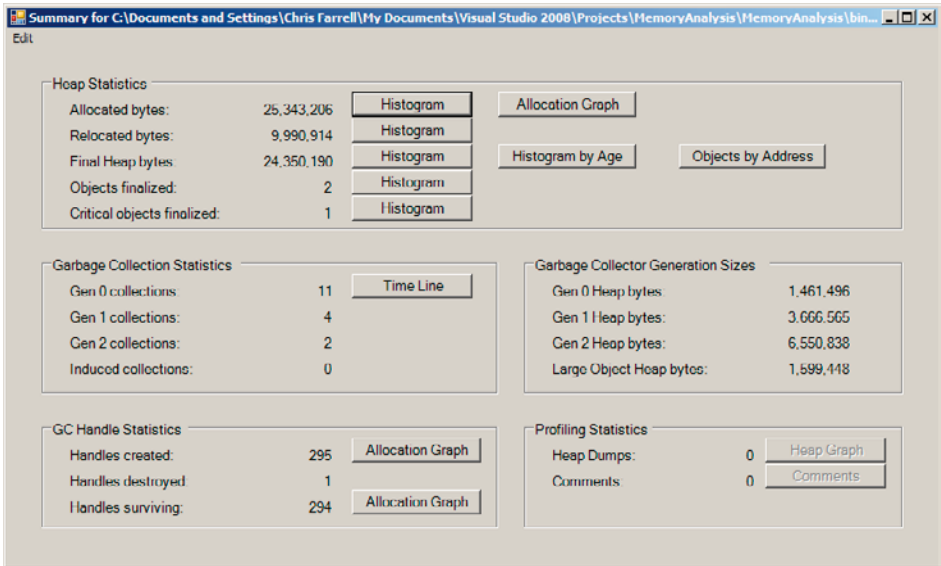 Summary for C:\Documents and Settings\Chris Farrell\My Documents\Visual Studio 2008\Projects\MemoryAnalysis\MemoryAnalysis\bin...
Edit
Heap Statistics
Allocated bytes: 25,343,206 Histogram Allocation Graph
Relocated bytes: 9,990,914 Histogram
Final Heap bytes: 24,350,190 Histogram Histogram by Age Objects by Address
Objects finalized: 2 Histogram
Critical objects finalized: 1 Histogram
Garbage Collection Statistics
Gen 0 collections: 11 Time Line
Gen 1 collections: 4
Gen 2 collections: 2
Induced collections: 0
Garbage Collector Generation Sizes
Gen 0 Heap bytes: 1,461,496
Gen 1 Heap bytes: 3,666,565
Gen 2 Heap bytes: 6,550,838
Large Object Heap bytes: 1,599,448
GC Handle Statistics
Handles created: 295 Allocation Graph
Handles destroyed: 1
Handles surviving: 294 Allocation Graph
Profiling Statistics
Heap Dumps: 0 Heap Graph
Comments: 0 Comments